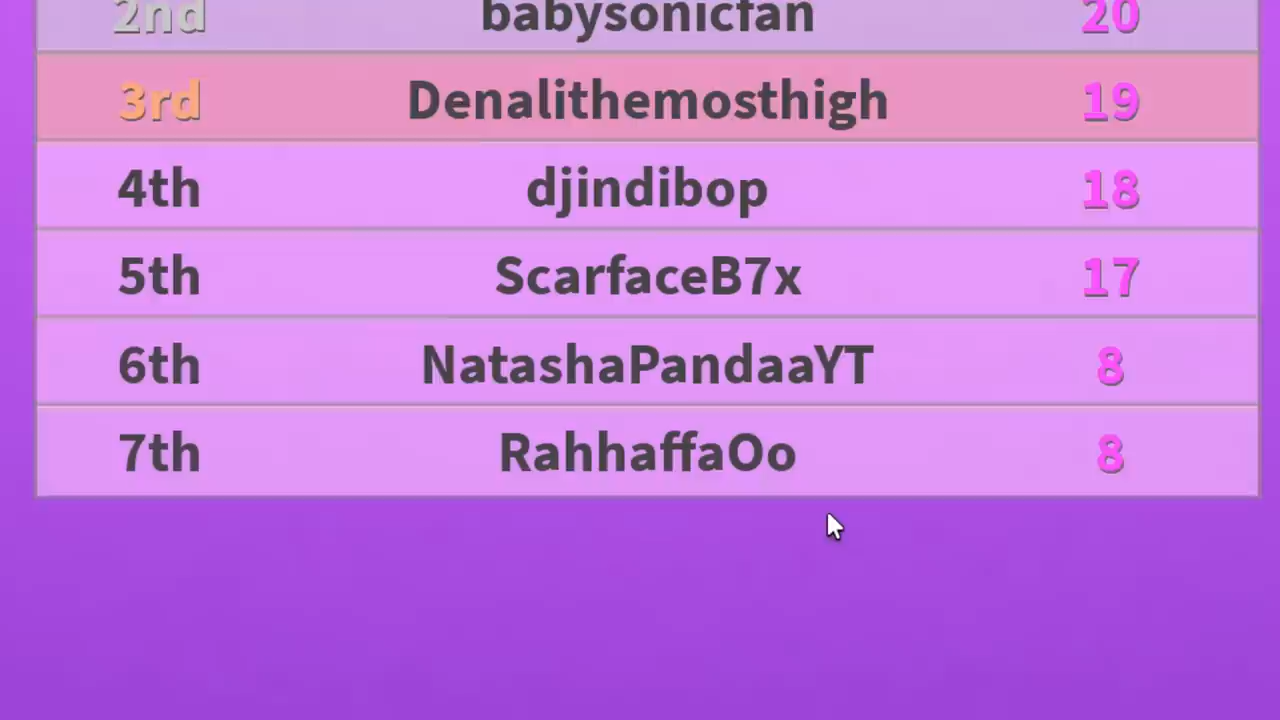 2nd babysonicfan 20
3rd Denalithemosthigh 19
4th djindibop 18
5th ScarfaceB7x 17
6th NatashaPandaaYT 8
7th RahhaffaOo 8